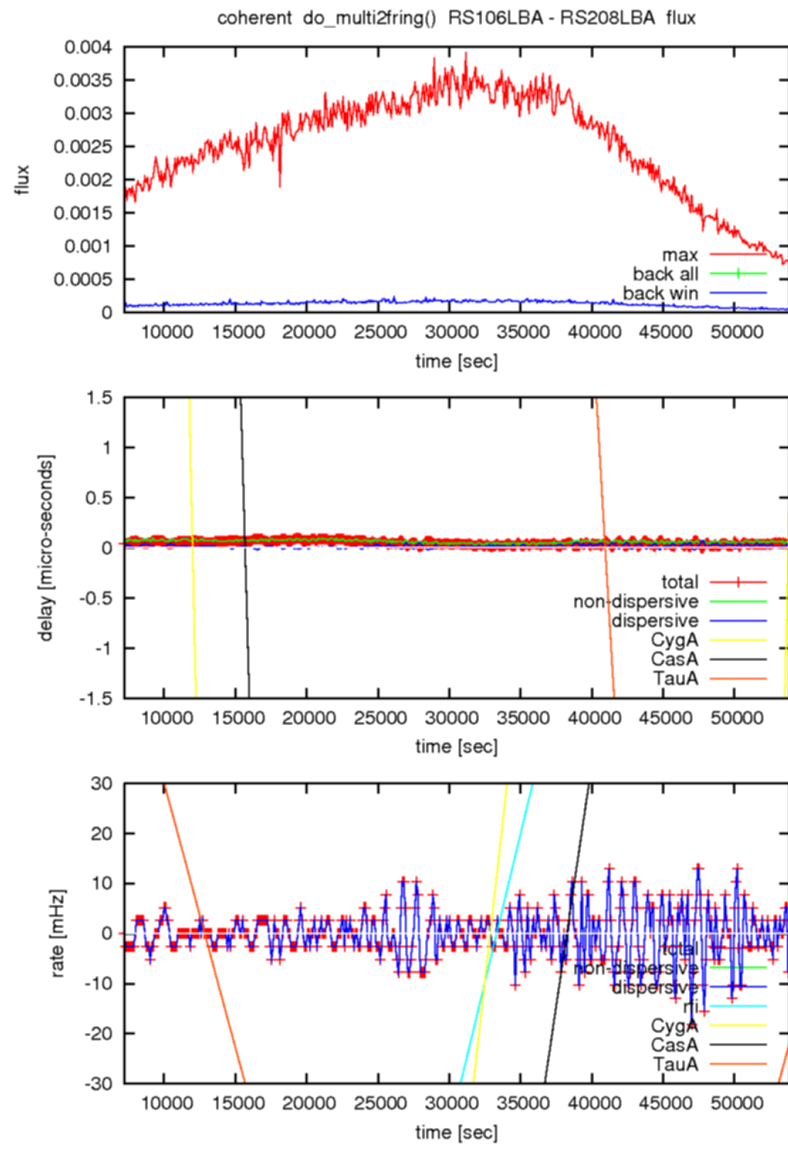 coherent do_multi2fring() RS106LBA - RS208LBA flux
0.004
0.0035
0.003
0.0025
0.002
0.0015
0.001
0.0005
0
flux
max
back all
back win
10000 15000 20000 25000 30000 35000 40000 45000 50000
time [sec]
1.5
1
0.5
0
-0.5
-1
-1.5
delay [micro-seconds]
total
non-dispersive
dispersive
CygA
CasA
TauA
10000 15000 20000 25000 30000 35000 40000 45000 50000
time [sec]
30
20
10
0
-10
-20
-30
rate [mHz]
total
non-dispersive
dispersive
rfi
CygA
CasA
TauA
10000 15000 20000 25000 30000 35000 40000 45000 50000
time [sec]